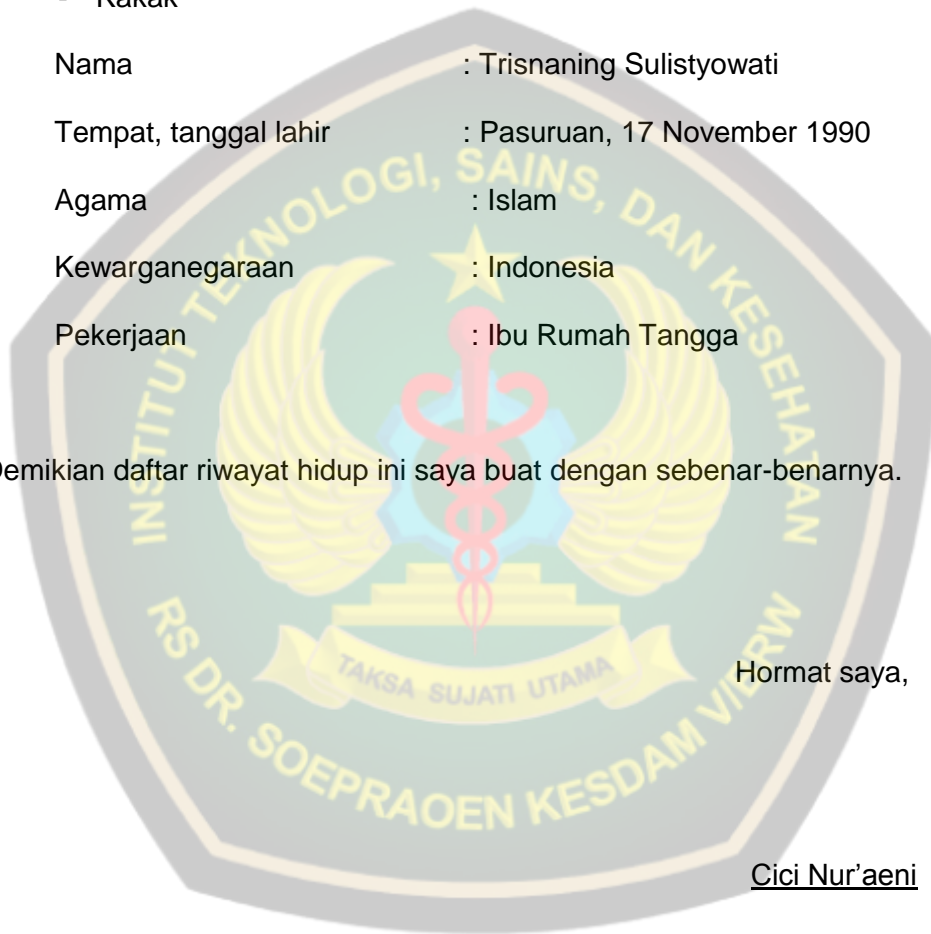 - Kakak
Nama : Trisnaning Sulistyowati
Tempat, tanggal lahir : Pasuruan, 17 November 1990
Agama : Islam
Kewarganegaraan : Indonesia
Pekerjaan : Ibu Rumah Tangga
Demikian daftar riwayat hidup ini saya buat dengan sebenar-benarnya.
Hormat saya,
Cici Nur’aeni
INSTITUT TEKNOLOGI, SAINS, DAN KESEHATAN
TAKSA SUJATI UTAMA
RS DR. SOEPRAOEN KESDAM V/BRW